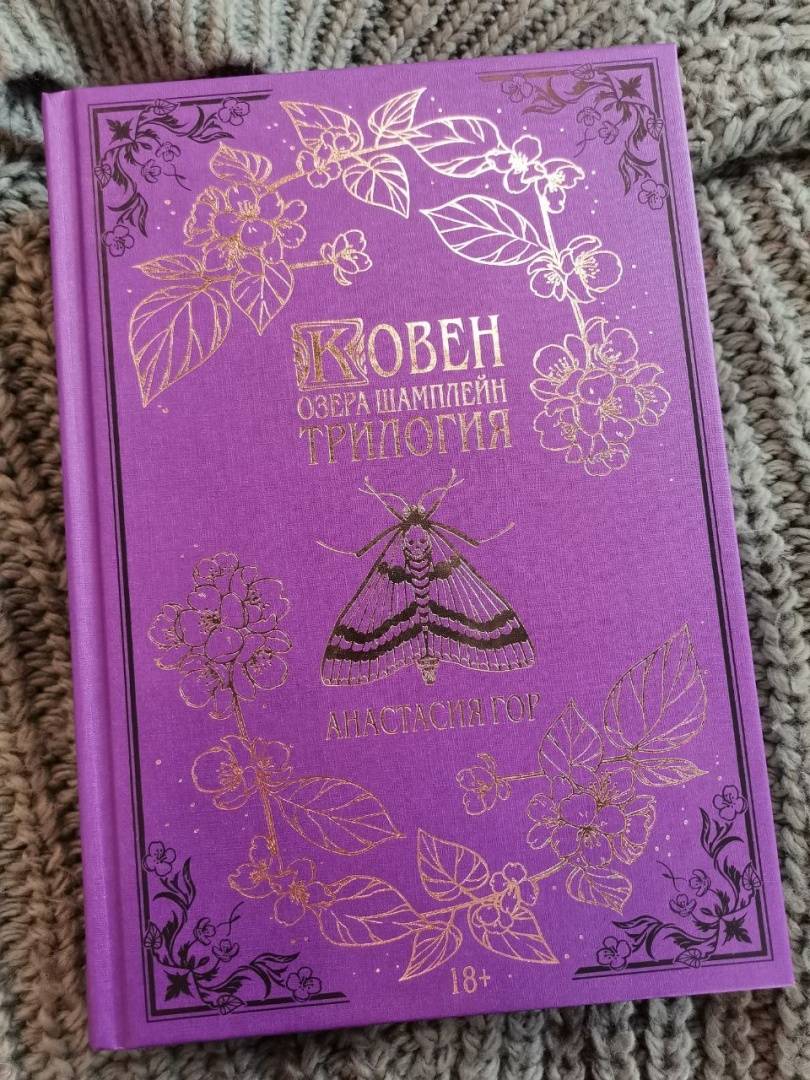 КОВЕН
ОЗЕРА ШАМПЛЕЙН
ТРИЛОГИЯ
АНАСТАСИЯ ГОР
18+